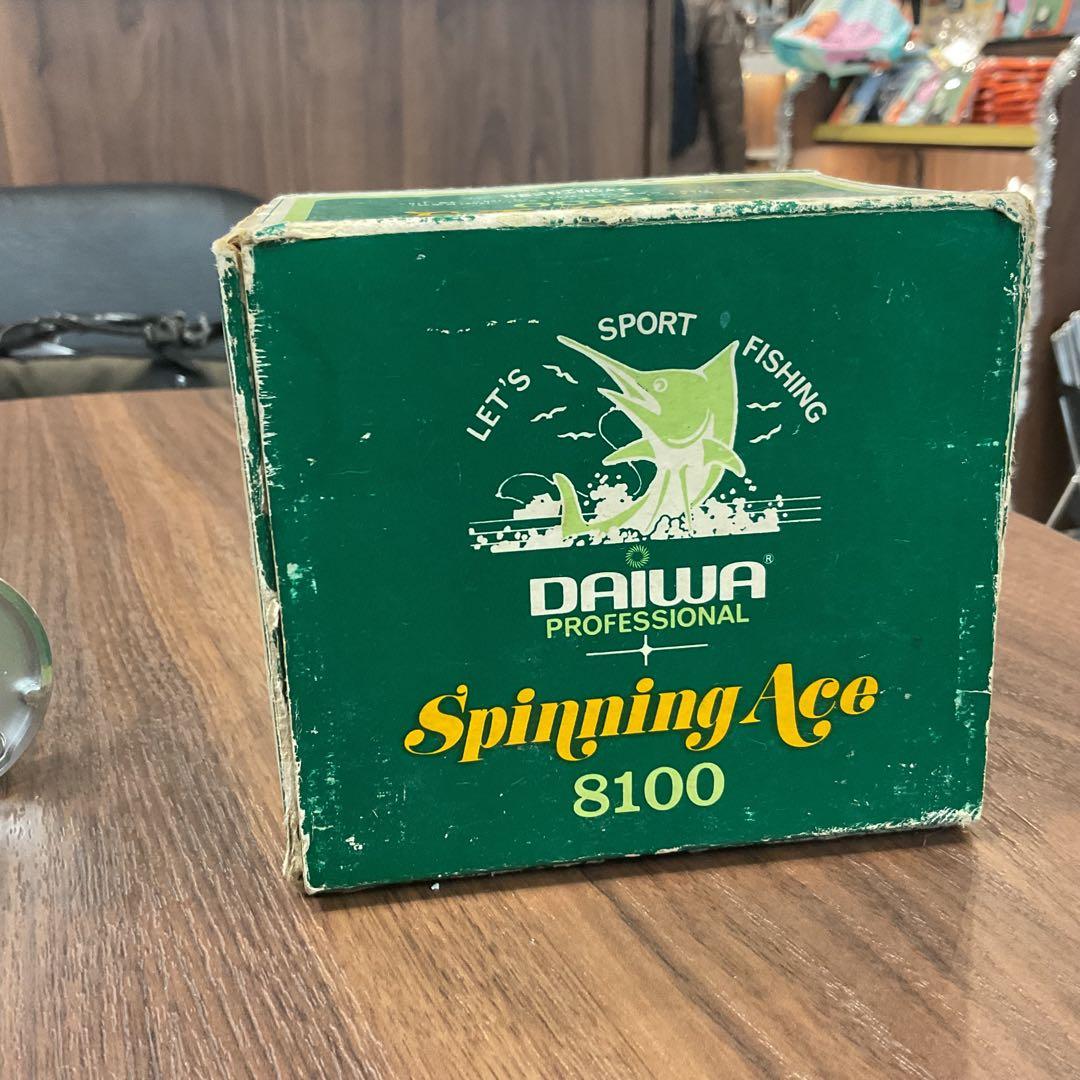 LET'S SPORT FISHING
DAIWA®
PROFESSIONAL
Spinning Ace
8100